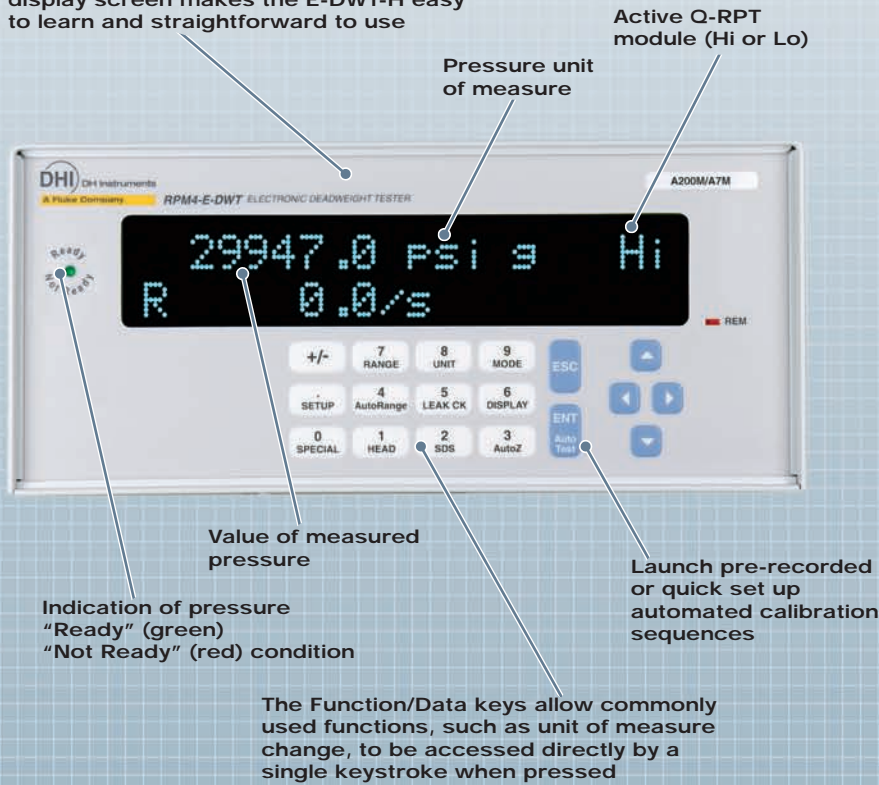 display screen makes the E-DWT-H easy
to learn and straightforward to use
Active Q-RPT
module (Hi or Lo)
Pressure unit
of measure
DHI DH Instruments
A Fluke Company
RPM4-E-DWT ELECTRONIC DEADWEIGHT TESTER
A200M/A7M
Ready
Not Ready
29947.0 psi g Hi
R 0.0/s
REM
+/- 7 8 9
RANGE UNIT MODE
ESC
. 4 5 6
SETUP AutoRange LEAK CK DISPLAY
ENT
Auto
Test
0 1 2 3
SPECIAL HEAD SDS AutoZ
Value of measured
pressure
Launch pre-recorded
or quick set up
automated calibration
sequences
Indication of pressure
“Ready” (green)
“Not Ready” (red) condition
The Function/Data keys allow commonly
used functions, such as unit of measure
change, to be accessed directly by a
single keystroke when pressed